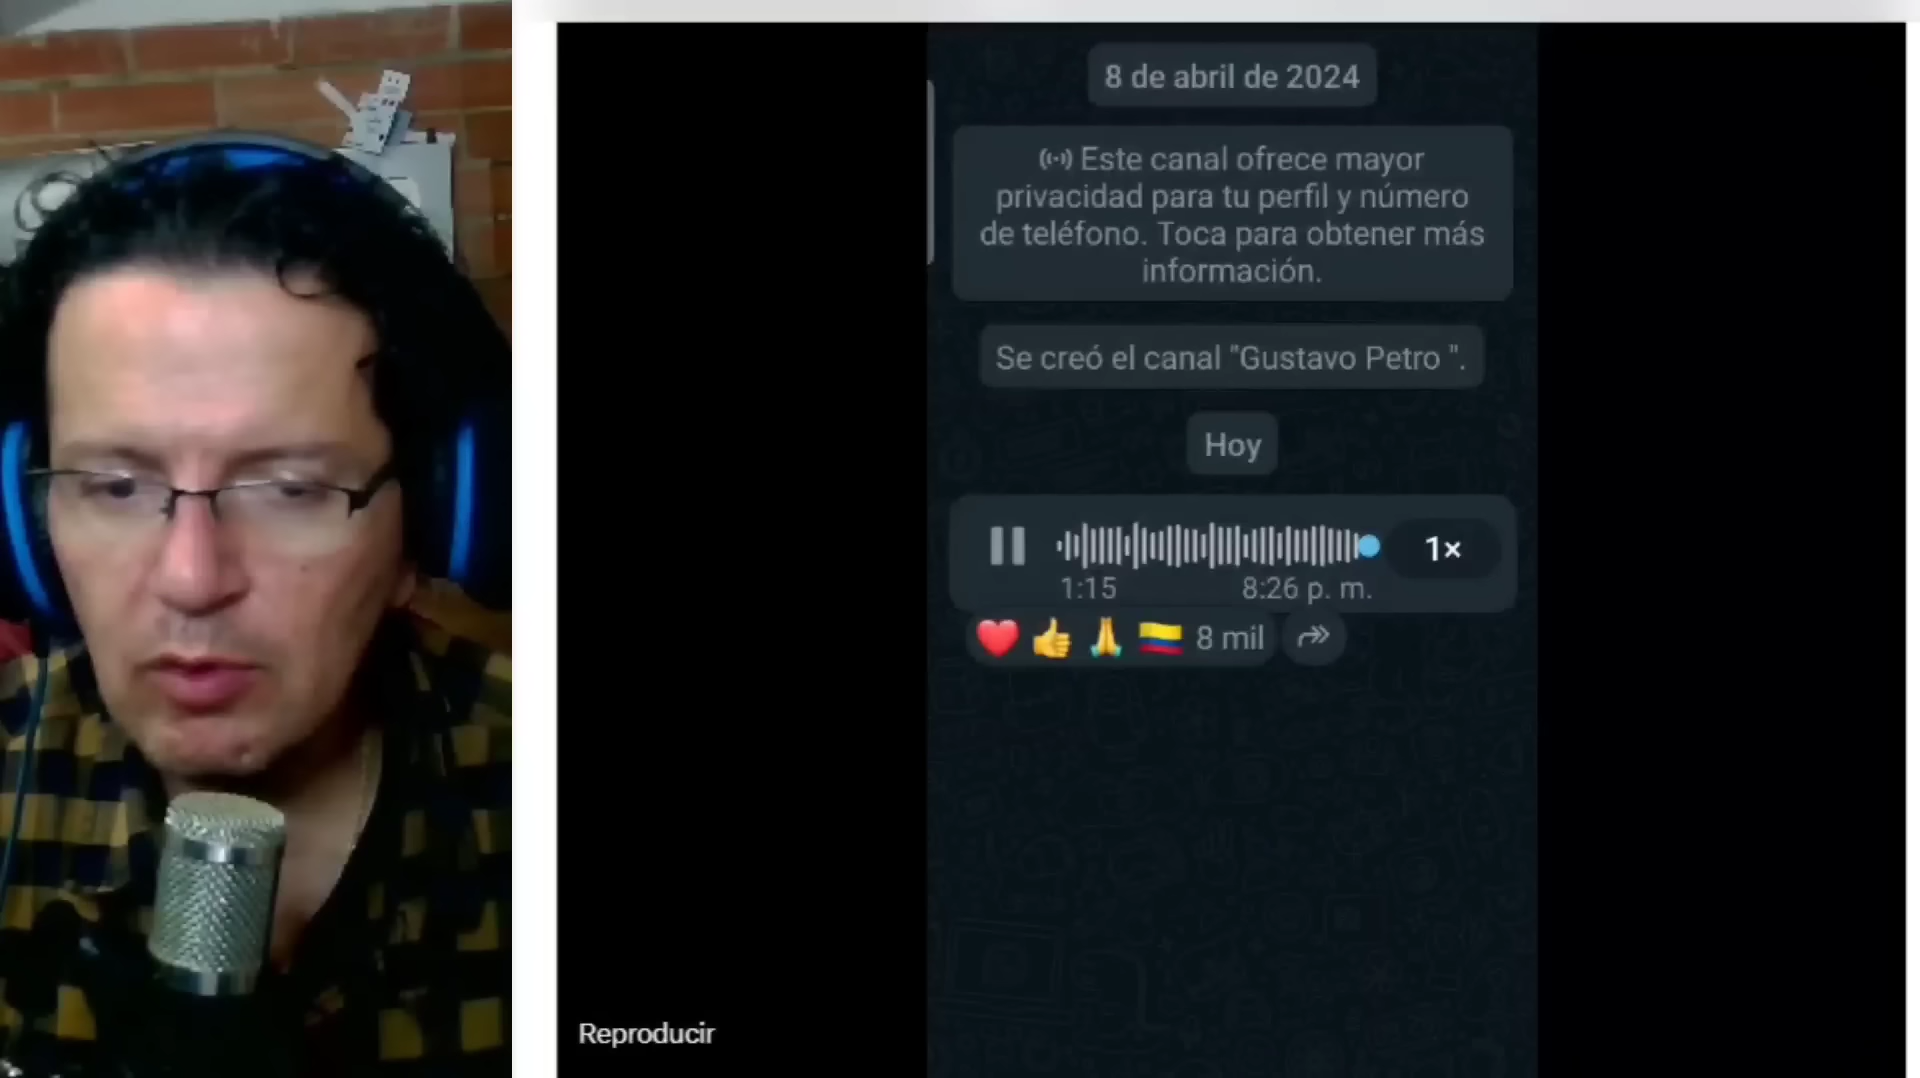 8 de abril de 2024
Este canal ofrece mayor
privacidad para tu perfil y número
de teléfono. Toca para obtener más
información.
Se creó el canal "Gustavo Petro ".
Hoy
1×
1:15 8:26 p. m.
8 mil
Reproducir